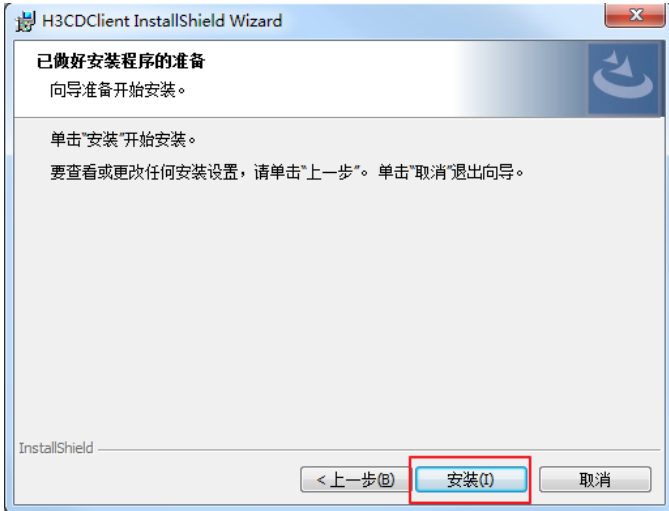 H3CDClient InstallShield Wizard
已做好安装程序的准备
向导准备开始安装。
单击"安装"开始安装。
要查看或更改任何安装设置，请单击"上一步"。 单击"取消"退出向导。
InstallShield
< 上一步(B)
安装(I)
取消